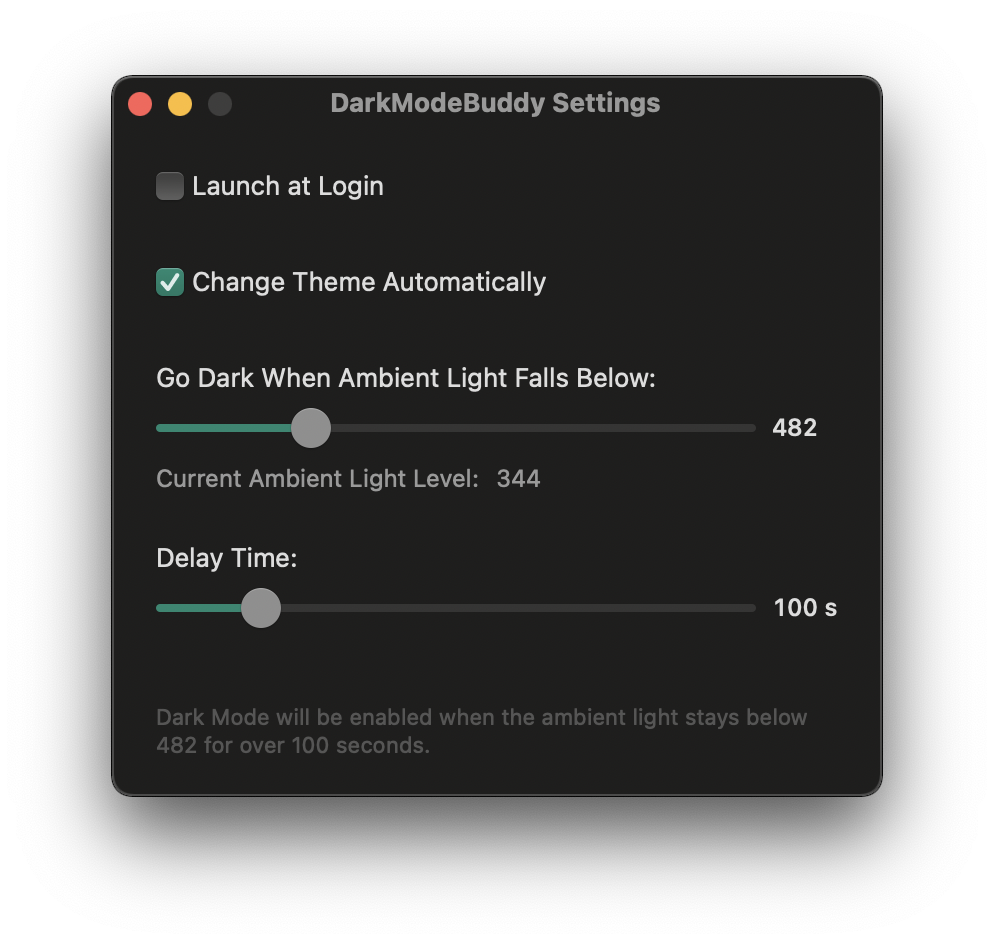 DarkModeBuddy Settings
Launch at Login
Change Theme Automatically
Go Dark When Ambient Light Falls Below:
482
Current Ambient Light Level: 344
Delay Time:
100 s
Dark Mode will be enabled when the ambient light stays below
482 for over 100 seconds.